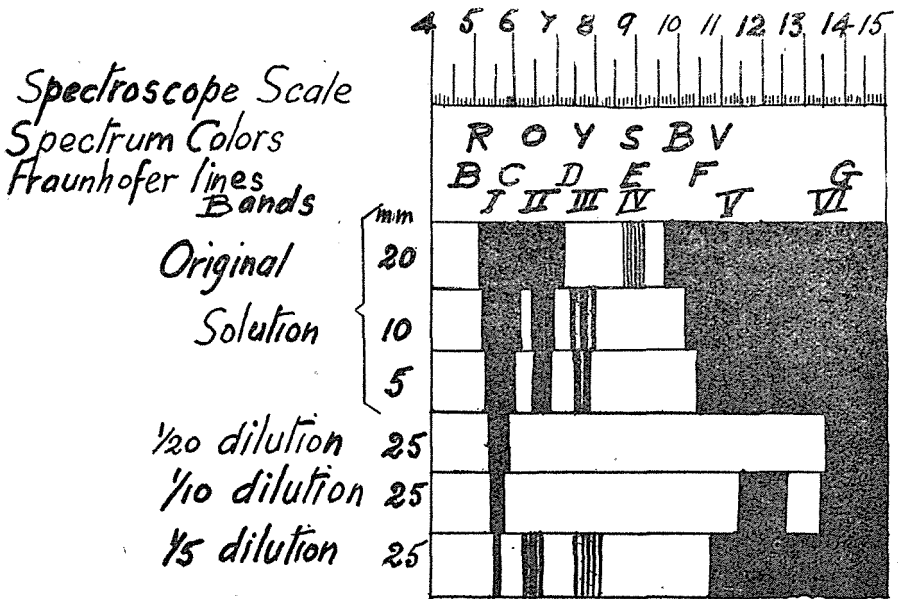 4 5 6 7 8 9 10 11 12 13 14 15
Spectroscope Scale
Spectrum Colors R O Y S B V
Fraunhofer lines B C D E F G
Bands I II III IV V VI
mm
Original 20
Solution 10
5
1/20 dilution 25
1/10 dilution 25
1/5 dilution 25